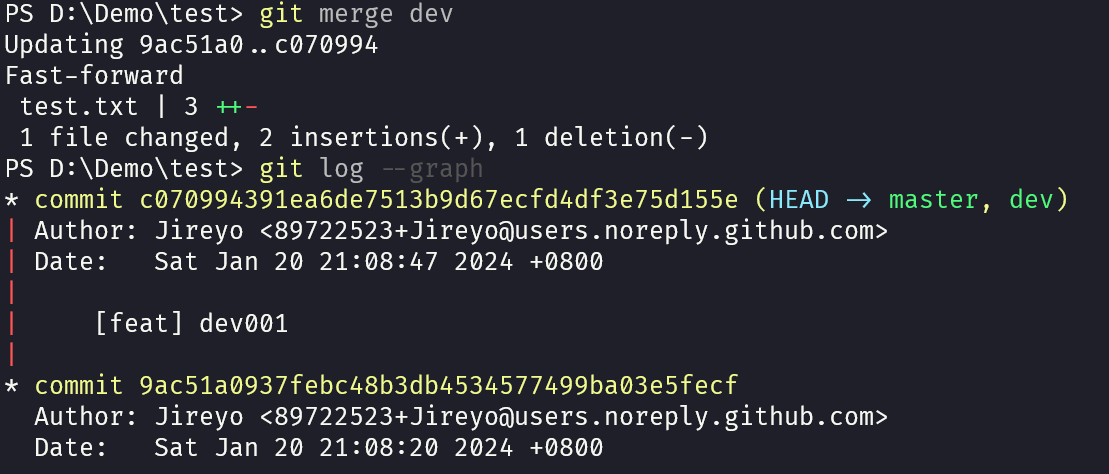 PS D:\Demo\test> git merge dev
Updating 9ac51a0..c070994
Fast-forward
 test.txt | 3 ++-
 1 file changed, 2 insertions(+), 1 deletion(-)
PS D:\Demo\test> git log --graph
* commit c070994391ea6de7513b9d67ecfd4df3e75d155e (HEAD -> master, dev)
| Author: Jireyo <89722523+Jireyo@users.noreply.github.com>
| Date:   Sat Jan 20 21:08:47 2024 +0800
|
|     [feat] dev001
|
* commit 9ac51a0937febc48b3db4534577499ba03e5fecf
  Author: Jireyo <89722523+Jireyo@users.noreply.github.com>
  Date:   Sat Jan 20 21:08:20 2024 +0800